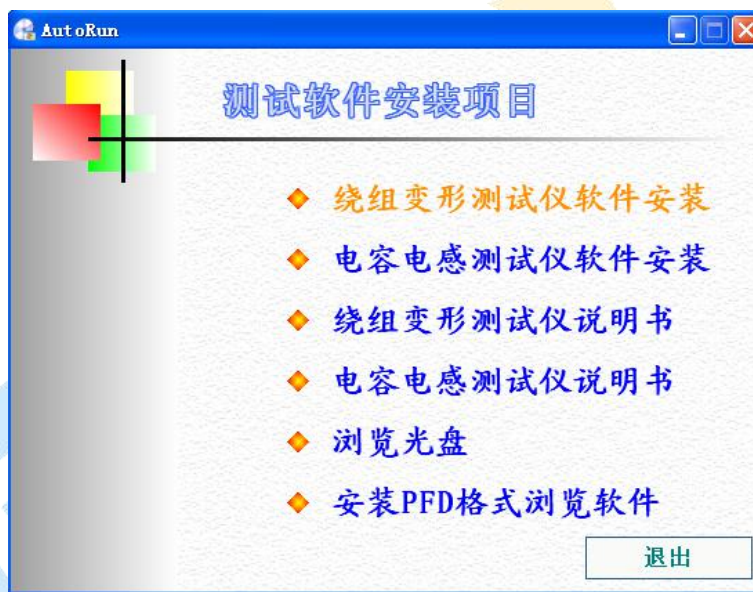 AutoRun
测试软件安装项目
绕组变形测试仪软件安装
电容电感测试仪软件安装
绕组变形测试仪说明书
电容电感测试仪说明书
浏览光盘
安装PFD格式浏览软件
退出